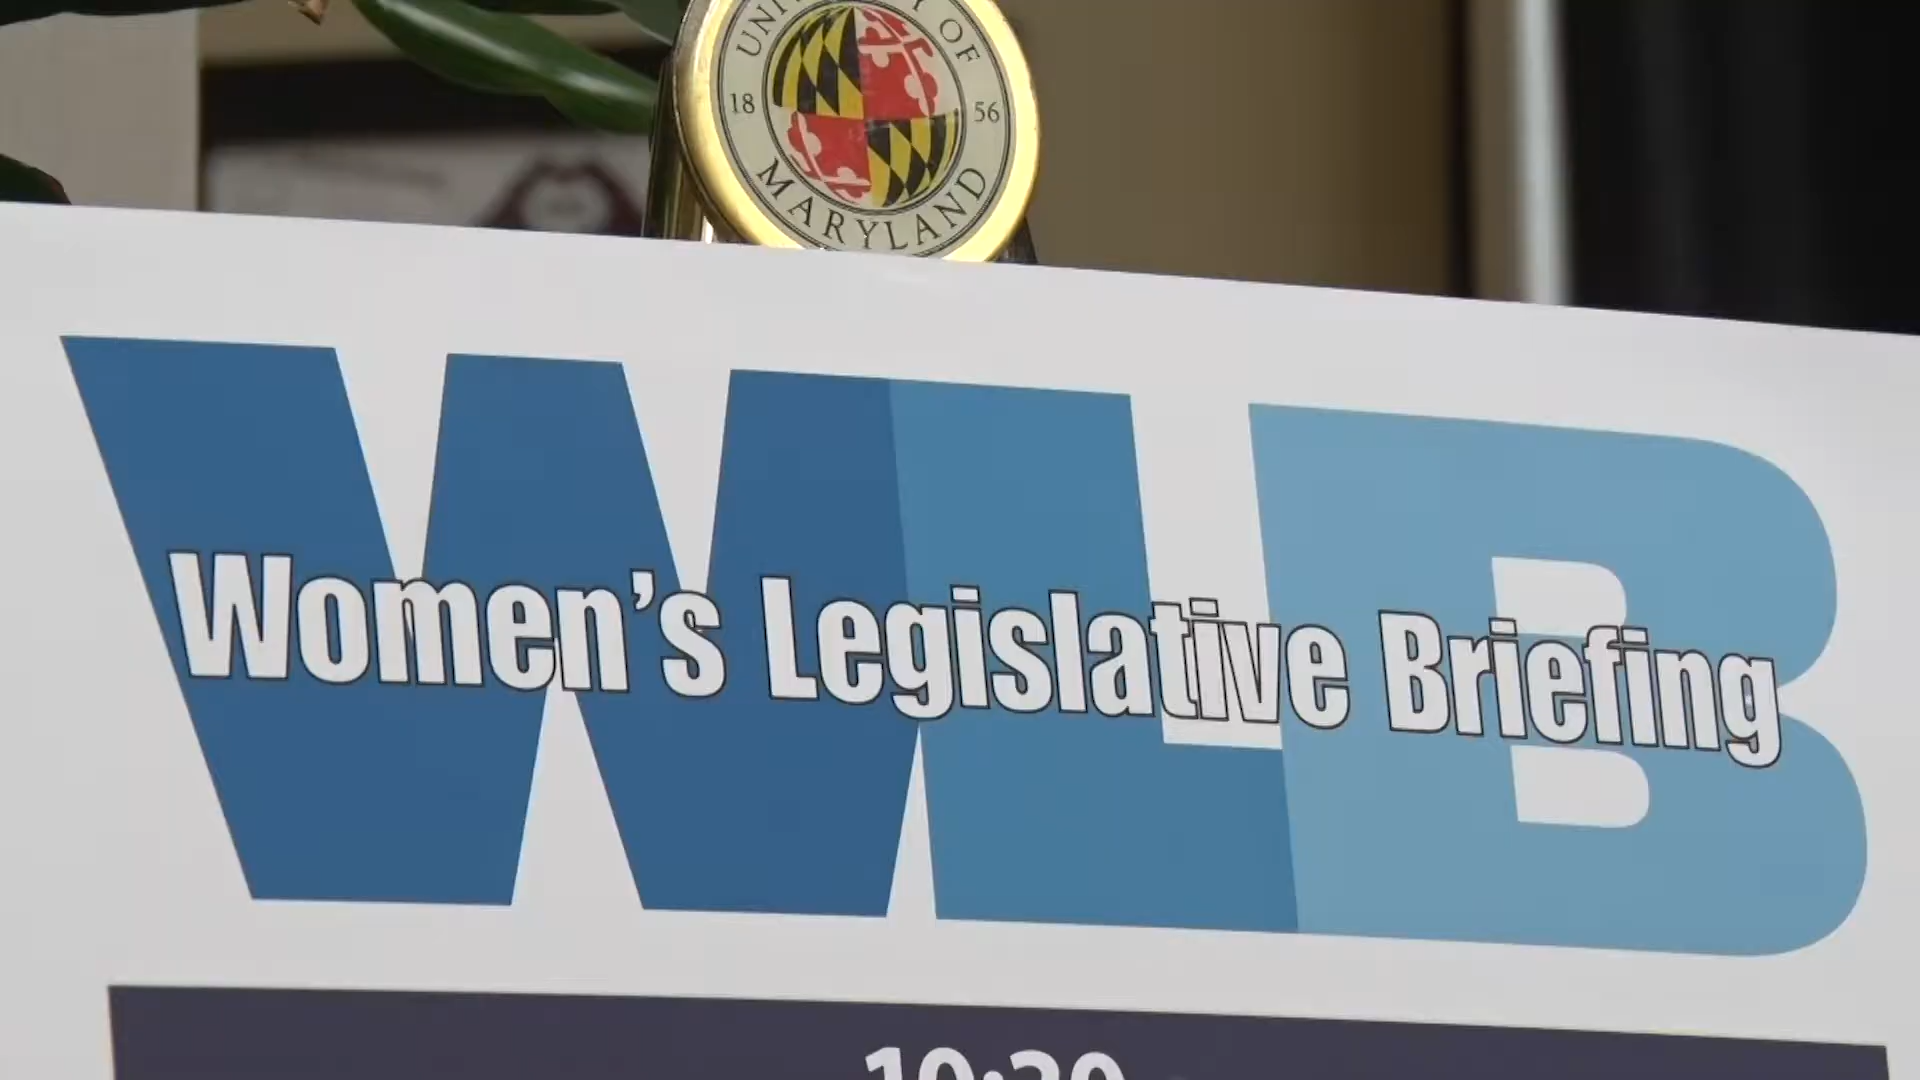 UNIVERSITY OF
18 56
MARYLAND
WLB
Women's Legislative Briefing